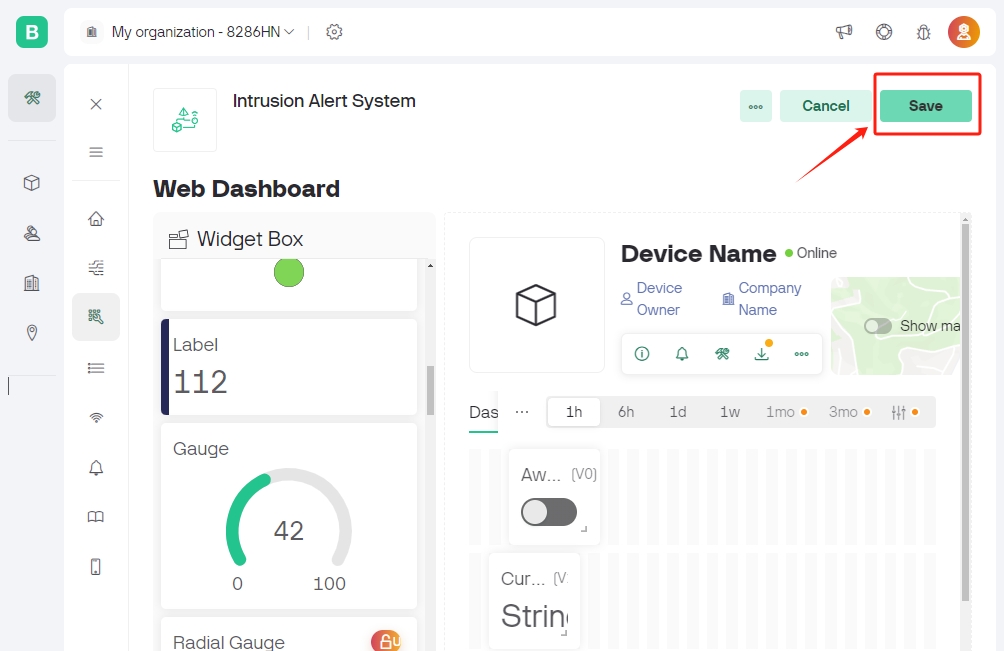 B
My organization - 8286HN
Intrusion Alert System
Cancel
Save
Web Dashboard
Widget Box
Label
112
Gauge
42
0
100
Radial Gauge
Device Name
Online
Device
Owner
Company
Name
Show ma
Das
1h
6h
1d
1w
1mo
3mo
Aw... (V0)
Cur... (V
String